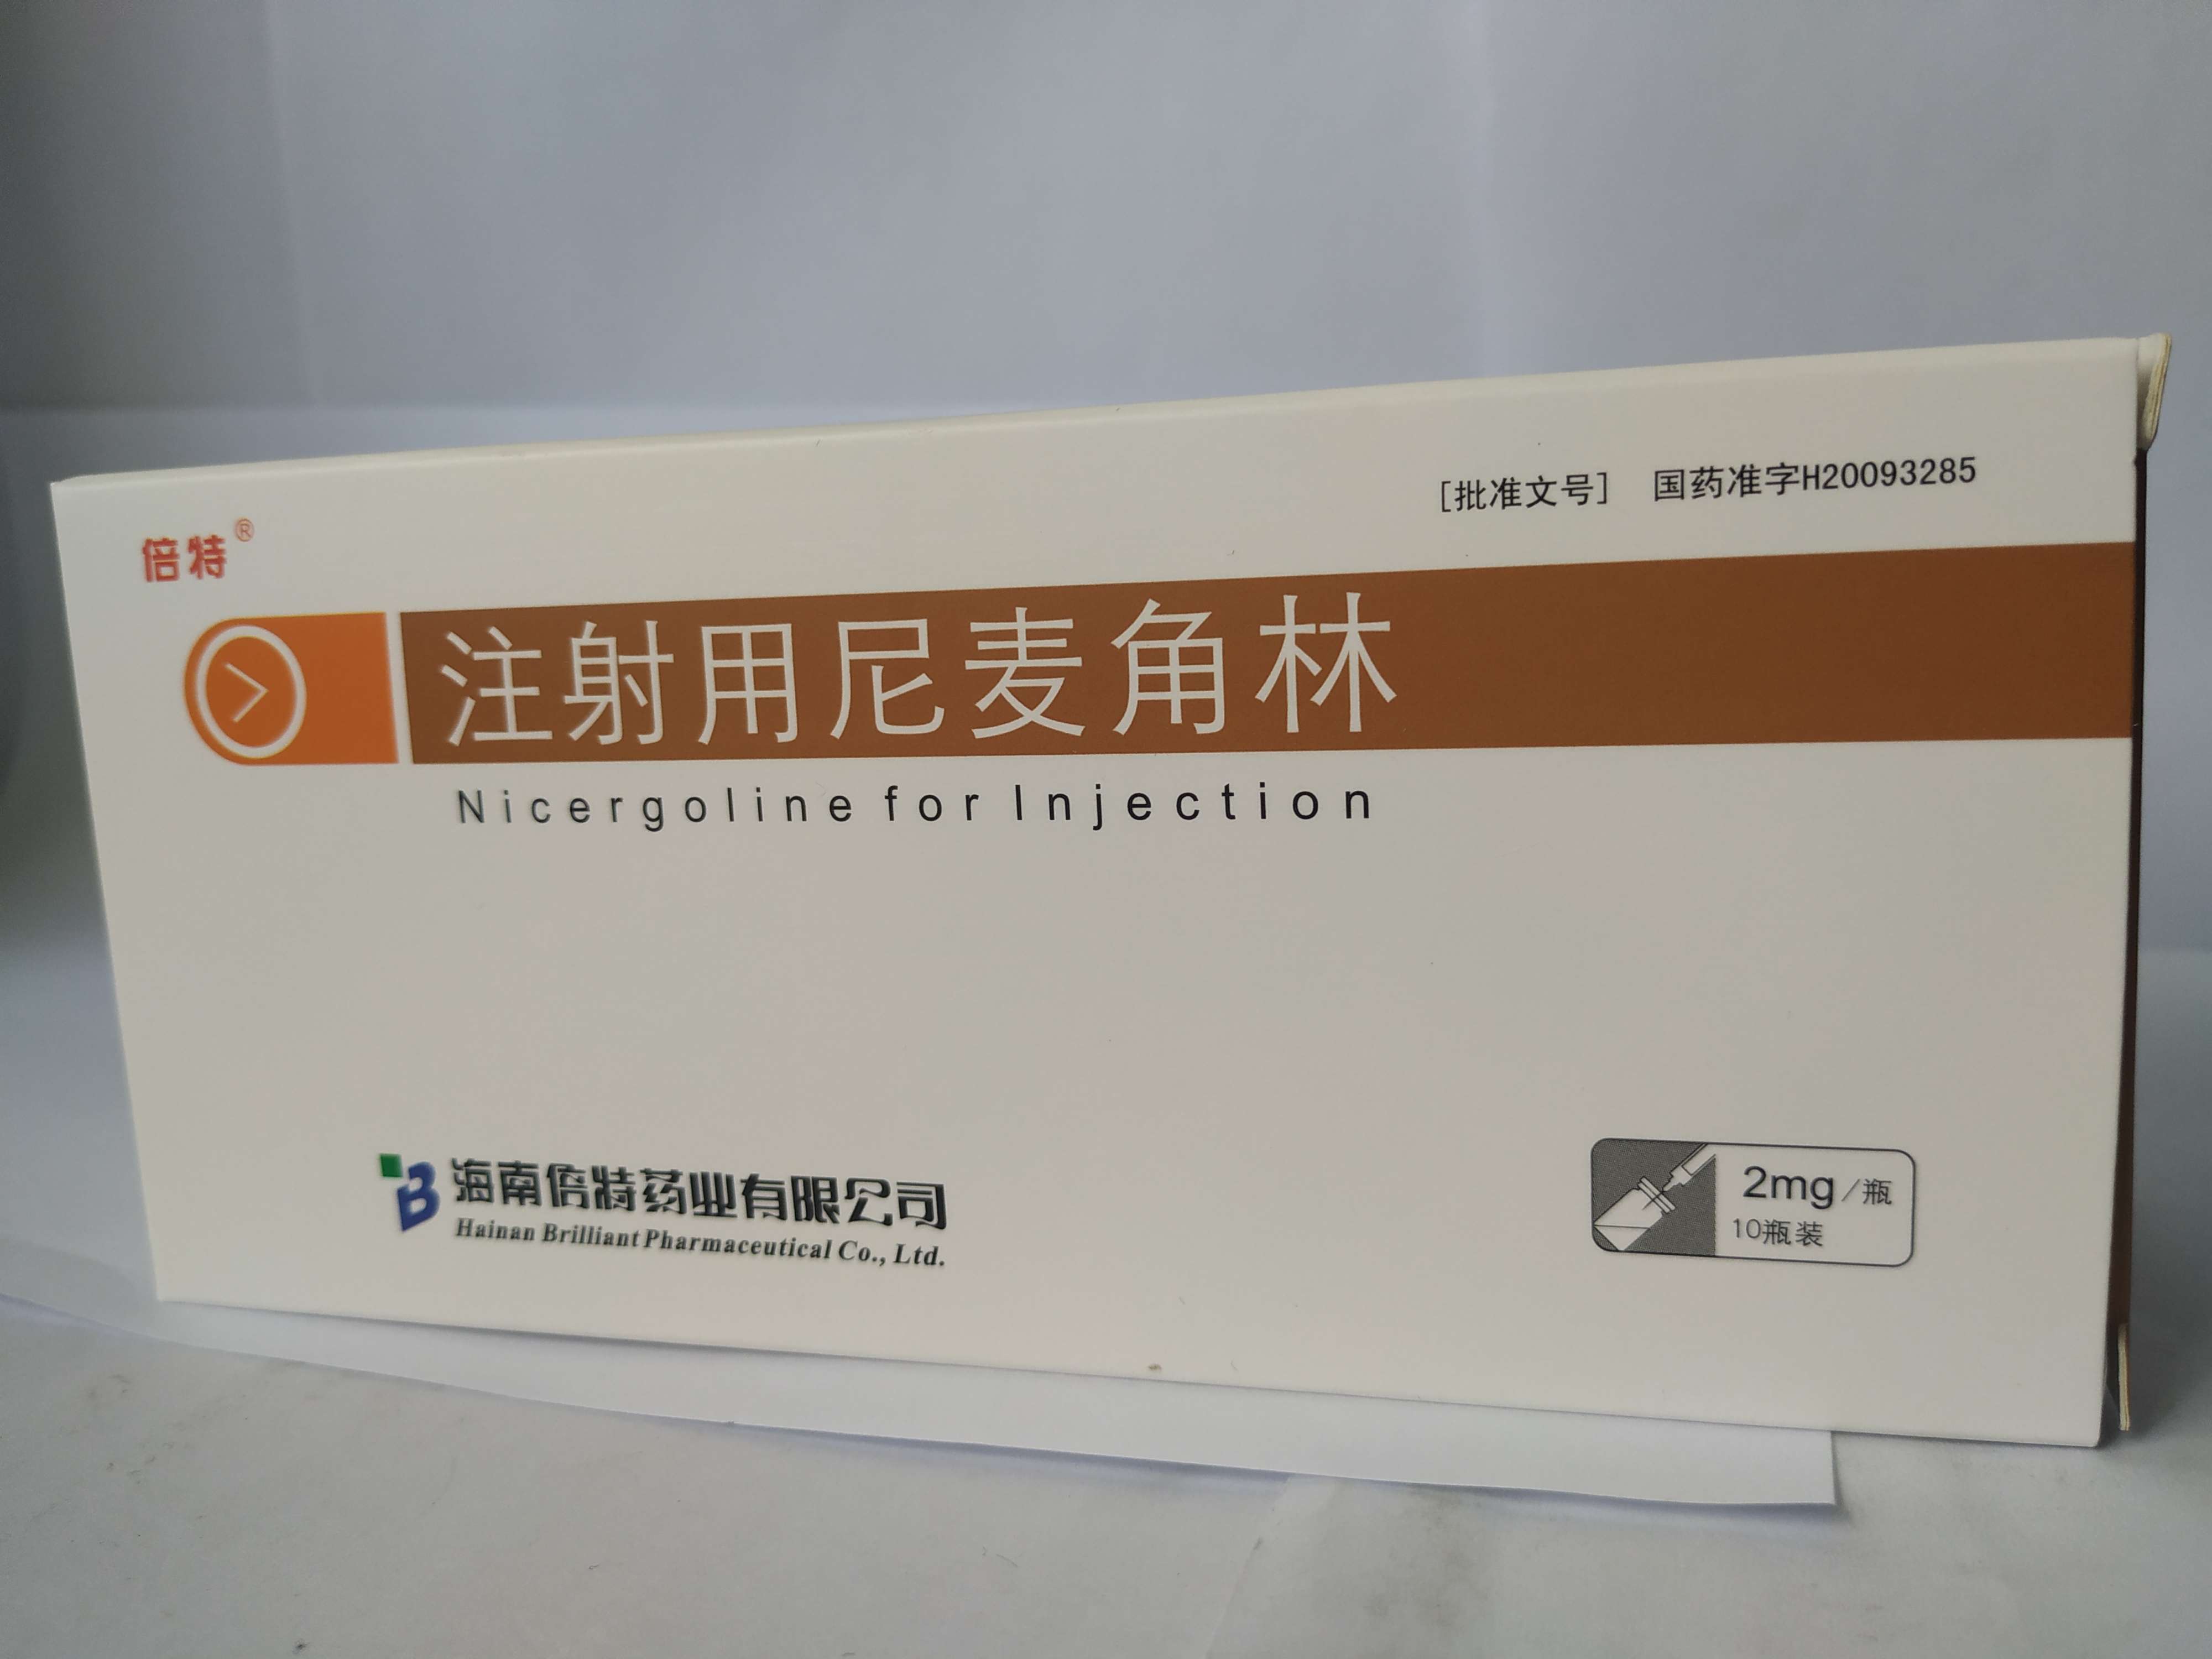 [批准文号] 国药准字H20093285
倍特®
注射用尼麦角林
Nicergoline for Injection
海南倍特药业有限公司
Hainan Brilliant Pharmaceutical Co., Ltd.
2mg/瓶
10瓶装